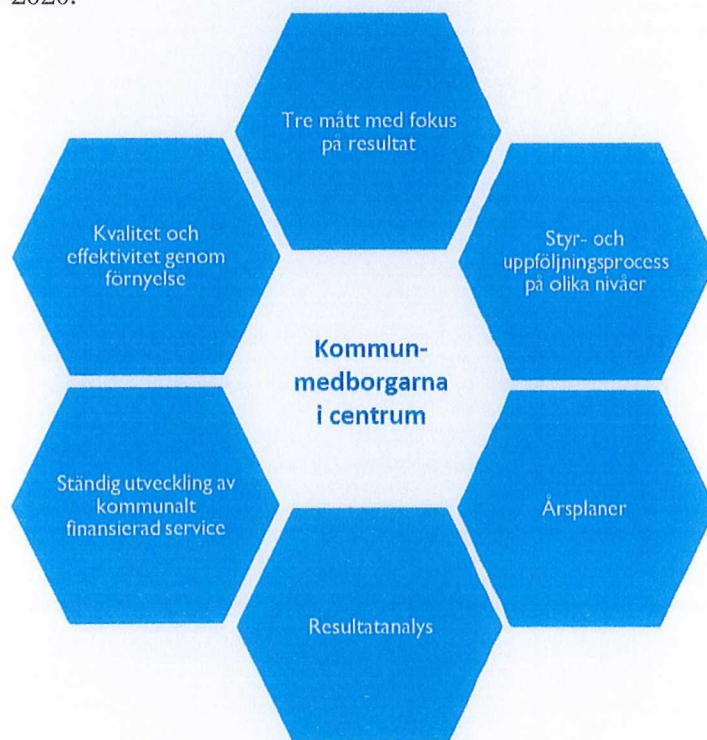 2020.
Tre mått med fokus
på resultat
Kvalitet och
effektivitet genom
förnyelse
Styr- och
uppföljningsprocess
på olika nivåer
Kommun-
medborgarna
i centrum
Ständig utveckling av
kommunalt
finansierad service
Årsplaner
Resultatanalys